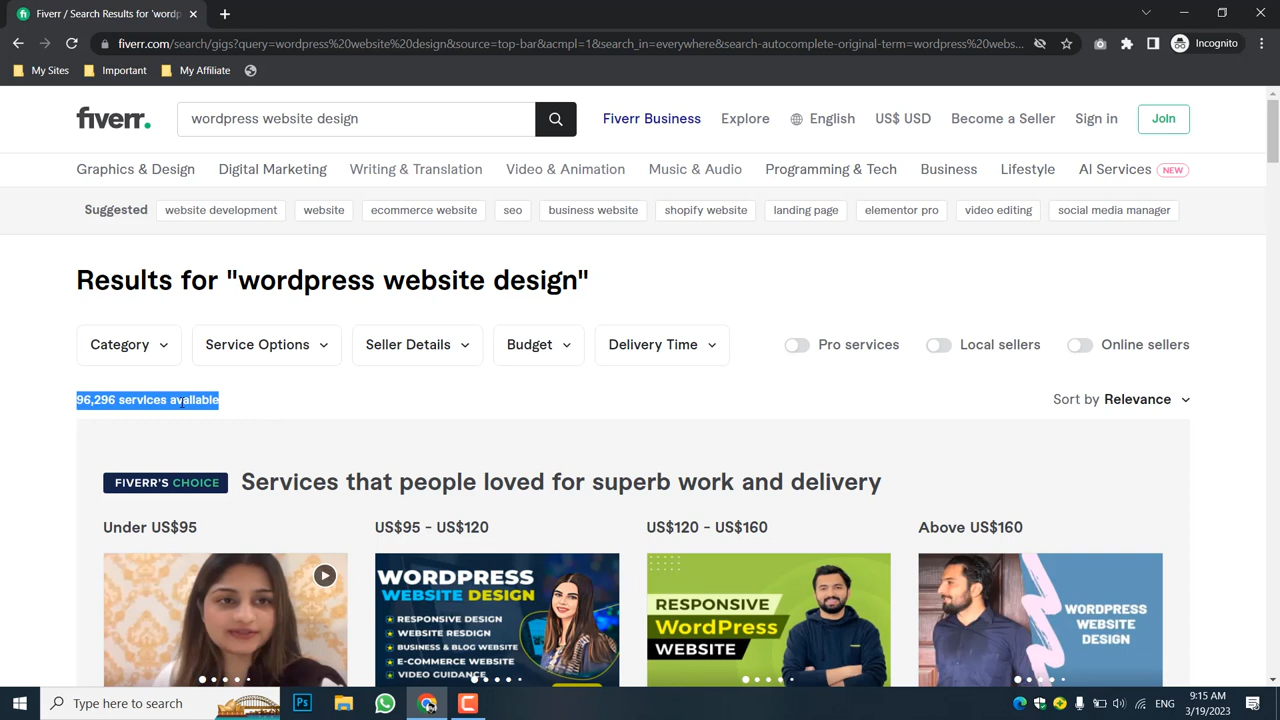 Fiverr / Search Results for 'wordp
fiverr.com/search/gigs?query=wordpress%20website%20design&source=top-bar&acmpl=1&search_in=everywhere&search-autocomplete-original-term=wordpress%20webs...
Incognito
My Sites
Important
My Affiliate
fiverr.
wordpress website design
Fiverr Business
Explore
English
US$ USD
Become a Seller
Sign in
Join
Graphics & Design
Digital Marketing
Writing & Translation
Video & Animation
Music & Audio
Programming & Tech
Business
Lifestyle
AI Services NEW
Suggested
website development
website
ecommerce website
seo
business website
shopify website
landing page
elementor pro
video editing
social media manager
Results for "wordpress website design"
Category
Service Options
Seller Details
Budget
Delivery Time
Pro services
Local sellers
Online sellers
96,296 services available
Sort by Relevance
FIVERR'S CHOICE
Services that people loved for superb work and delivery
Under US$95
US$95 - US$120
US$120 - US$160
Above US$160
WORDPRESS
WEBSITE DESIGN
RESPONSIVE DESIGN
WEBSITE RESDIGN
BUSINESS & BLOG WEBSITE
E-COMMERCE WEBSITE
VIDEO GUIDANCE
RESPONSIVE
WordPress
WEBSITE
WORDPRESS
WEBSITE
DESIGN
Type here to search
Ps
ENG
9:15 AM
3/19/2023